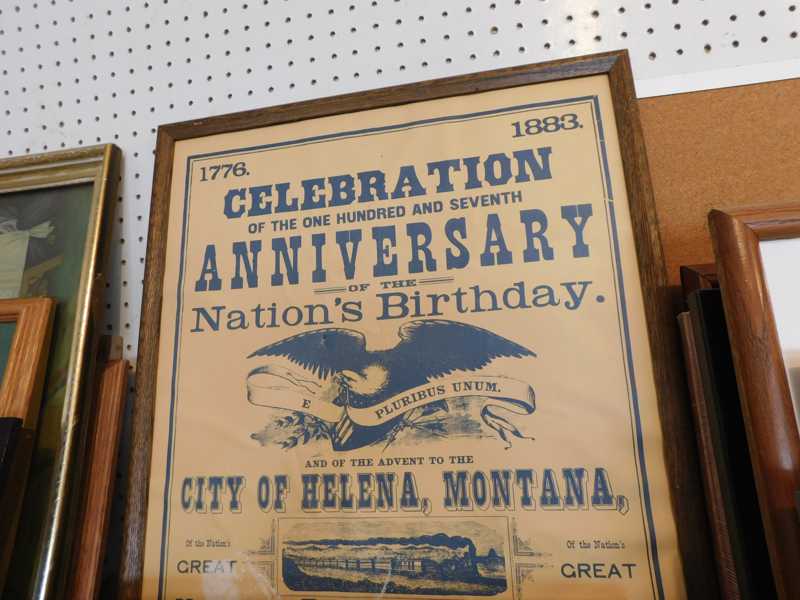 1776.
1883.
CELEBRATION
OF THE ONE HUNDRED AND SEVENTH
ANNIVERSARY
OF THE
Nation's Birthday.
E PLURIBUS UNUM.
AND OF THE ADVENT TO THE
CITY OF HELENA, MONTANA,
Of the Nation's
Of the Nation's
GREAT
GREAT